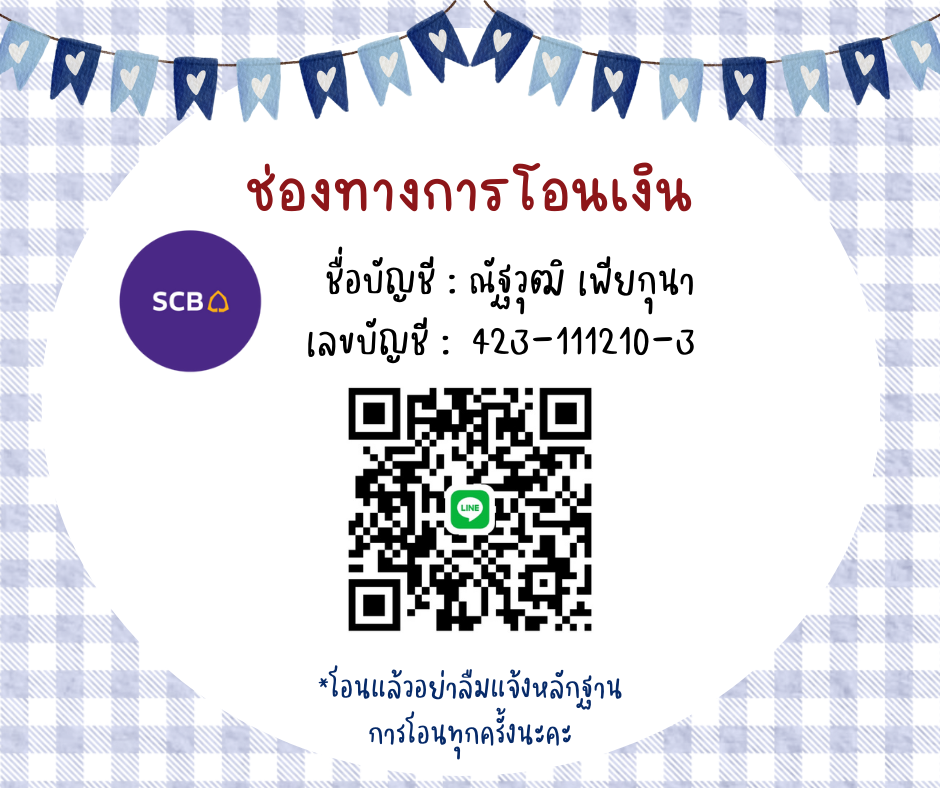 ช่องทางการโอนเงิน
SCB
ชื่อบัญชี : ณัฐวุฒิ เพียกุนา
เลขบัญชี : 423-111210-3
LINE
*โอนแล้วอย่าลืมแจ้งหลักฐาน
การโอนทุกครั้งนะคะ